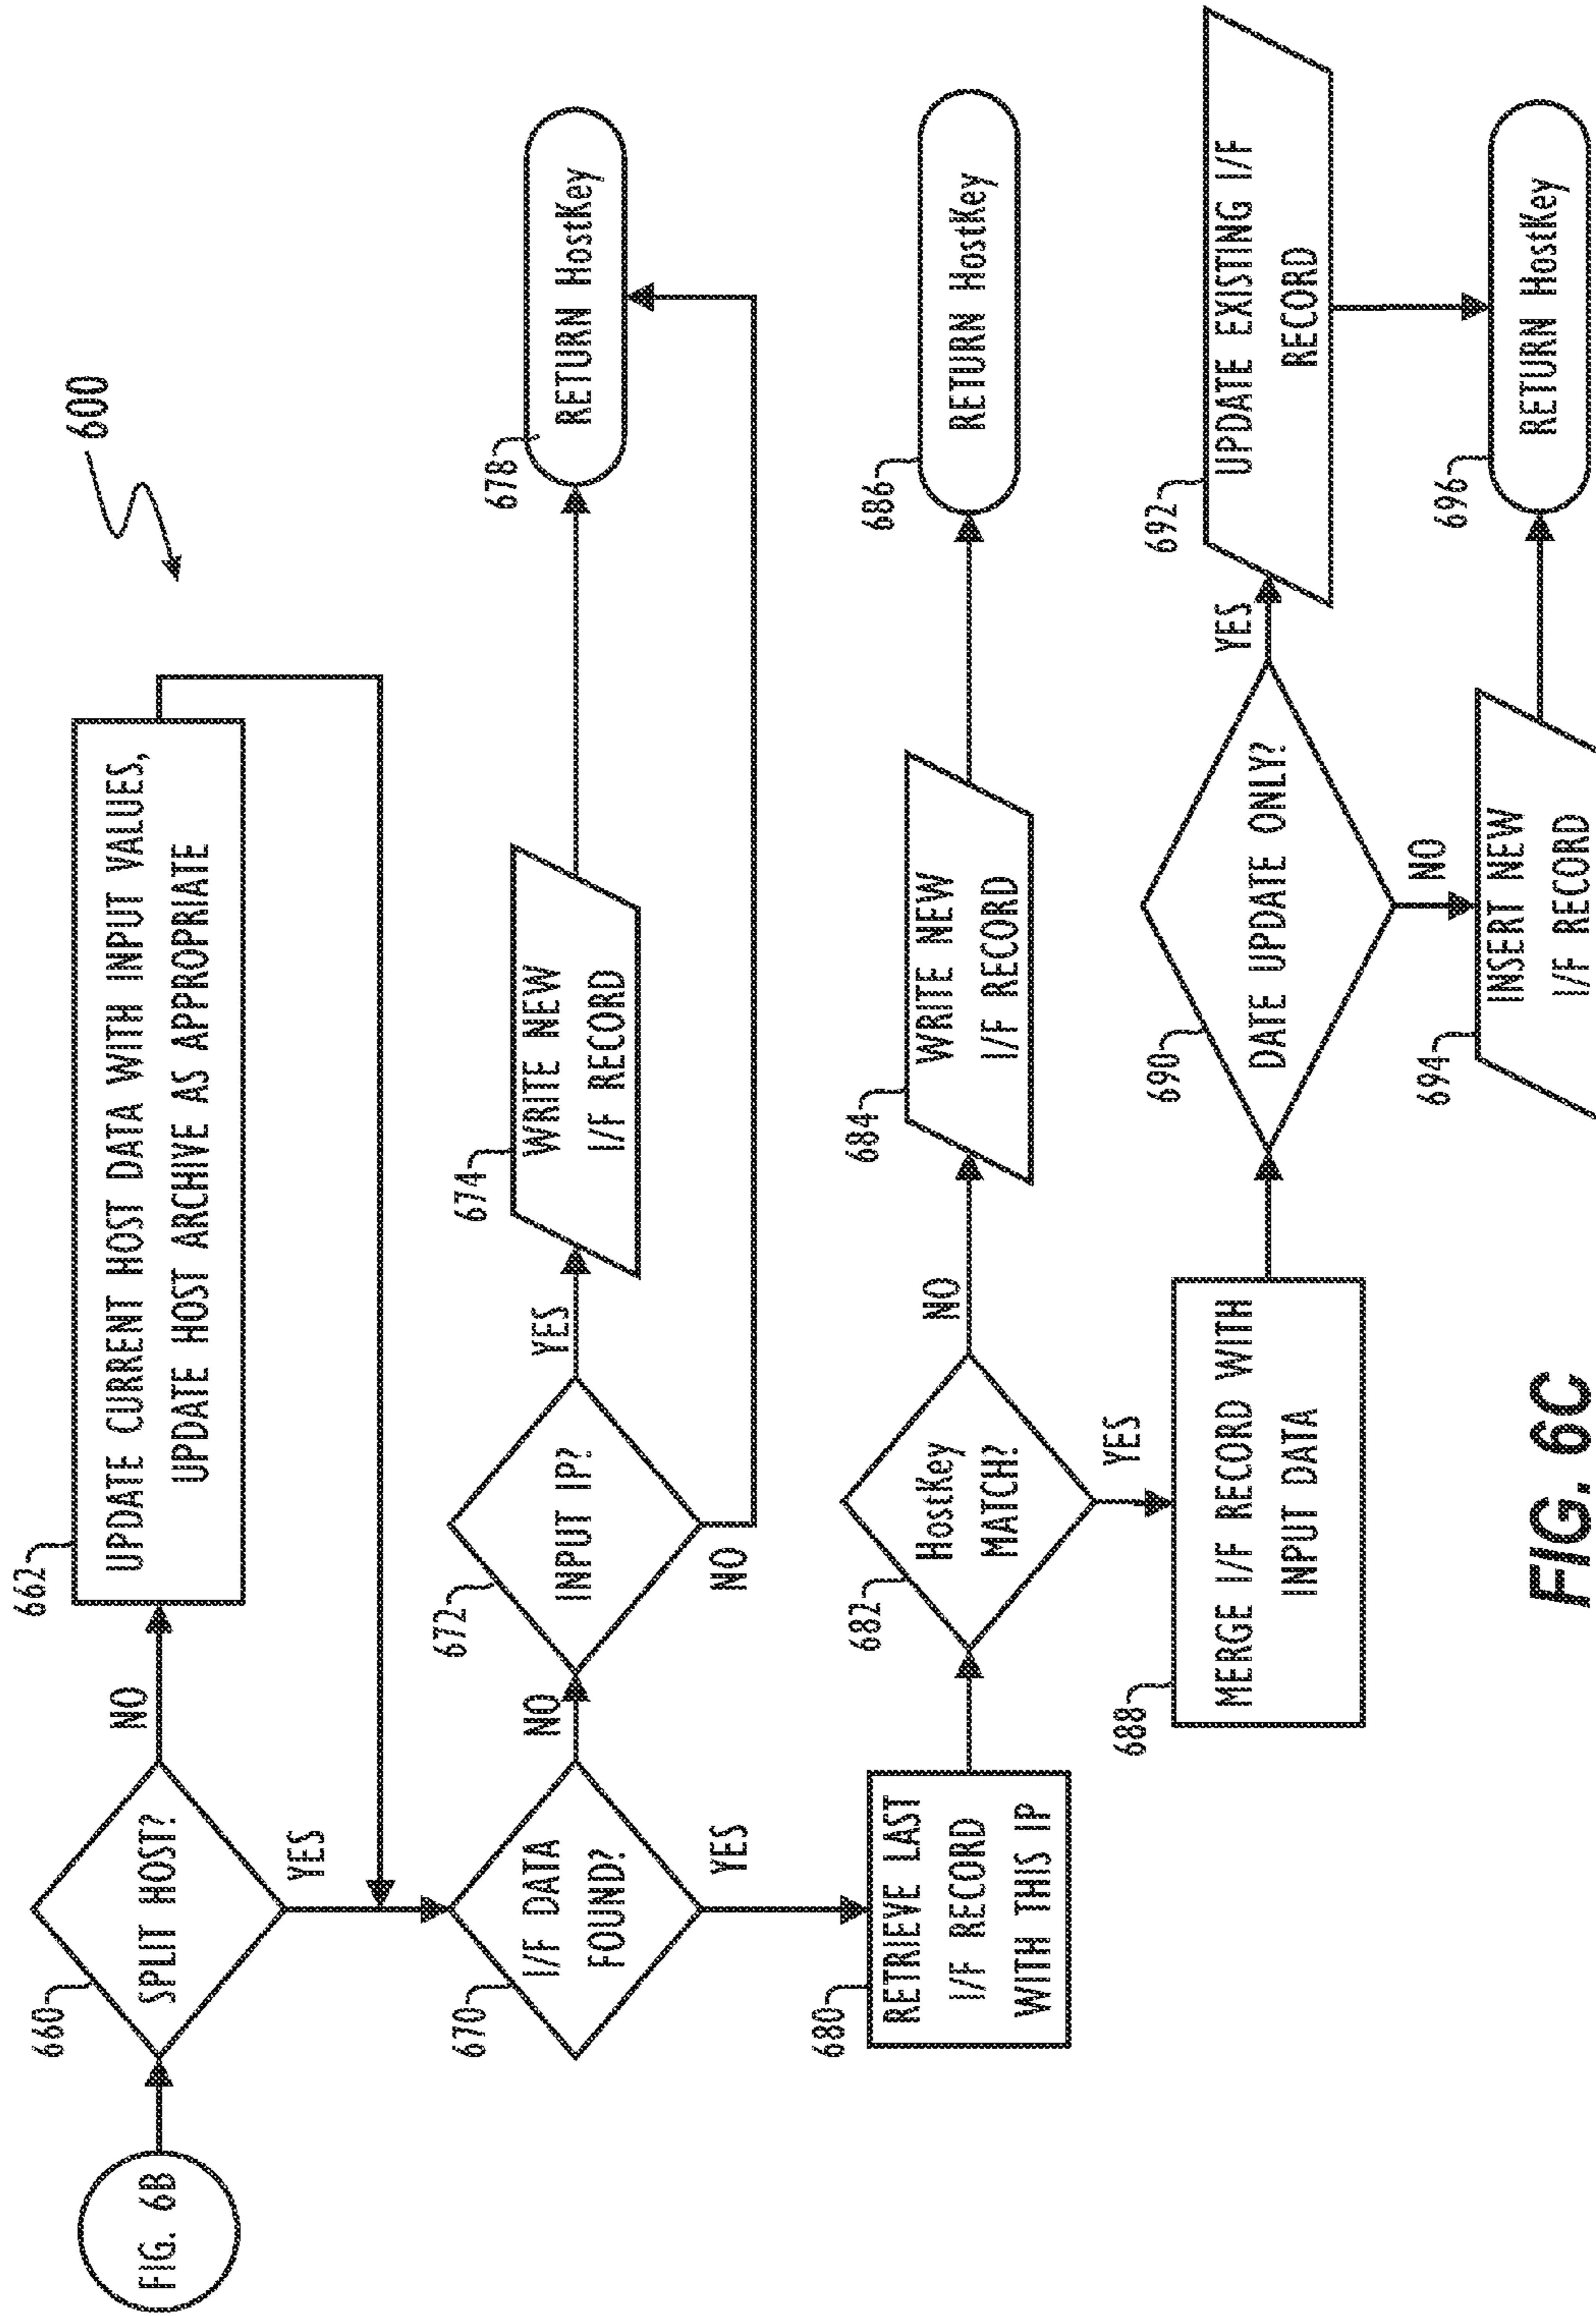 600
FIG. 6B
660
SPLIT HOST?
NO
YES
662
UPDATE CURRENT HOST DATA WITH INPUT VALUES,
UPDATE HOST ARCHIVE AS APPROPRIATE
670
I/F DATA
FOUND?
NO
YES
672
INPUT IP?
YES
NO
674
WRITE NEW
I/F RECORD
678
RETURN HostKey
680
RETRIEVE LAST
I/F RECORD
WITH THIS IP
682
HostKey
MATCH?
NO
YES
684
WRITE NEW
I/F RECORD
686
RETURN HostKey
688
MERGE I/F RECORD WITH
INPUT DATA
690
DATE UPDATE ONLY?
YES
NO
692
UPDATE EXISTING I/F
RECORD
694
INSERT NEW
I/F RECORD
696
RETURN HostKey
FIG. 6C